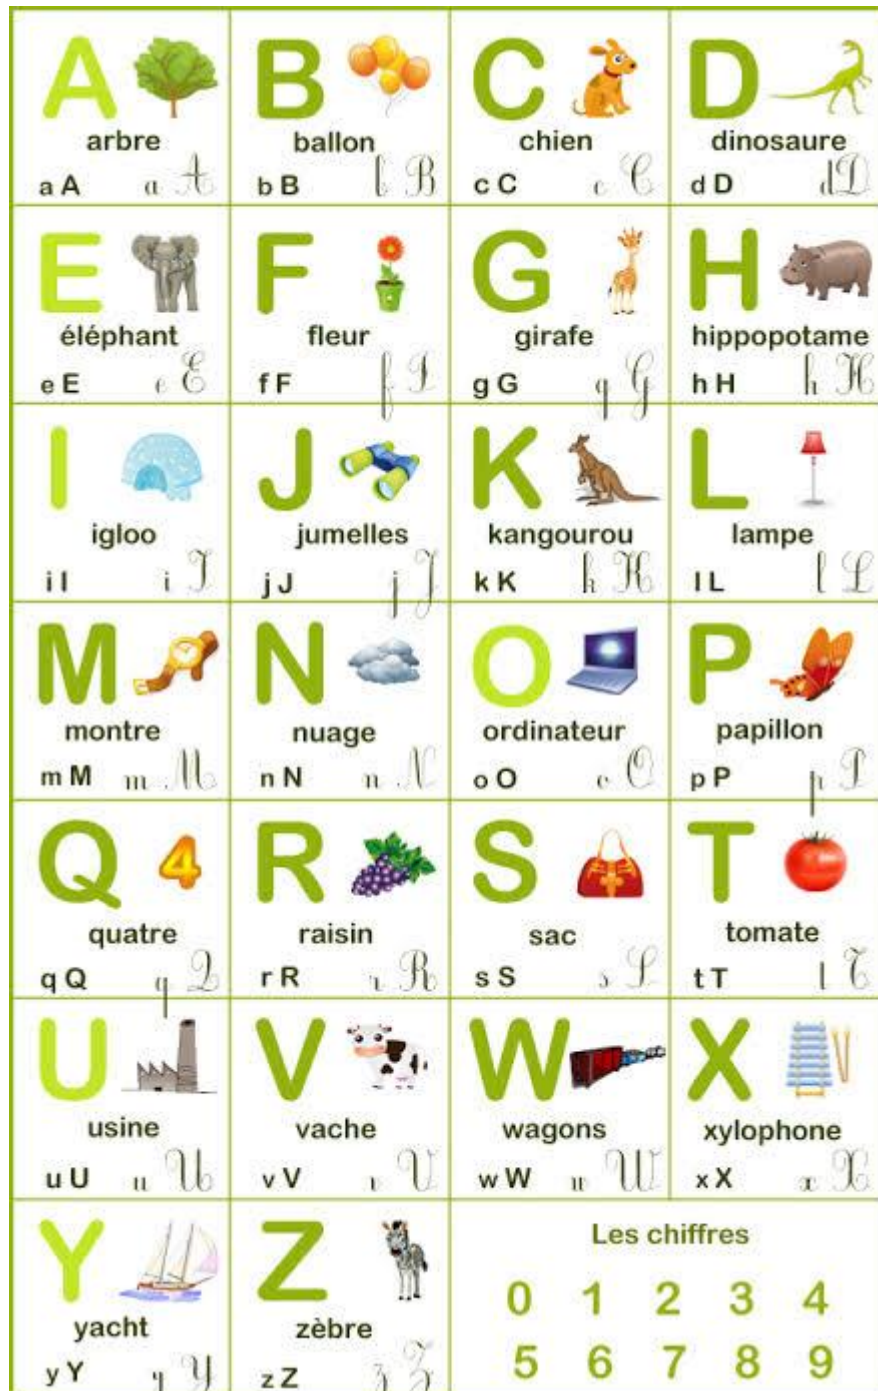 A
arbre
a A a A
B
ballon
b B b B
C
chien
c C c C
D
dinosaure
d D d D
E
éléphant
e E e E
F
fleur
f F f F
G
girafe
g G g G
H
hippopotame
h H h H
I
igloo
i I i I
J
jumelles
j J j J
K
kangourou
k K k K
L
lampe
l L l L
M
montre
m M m M
N
nuage
n N n N
O
ordinateur
o O o O
P
papillon
p P p P
Q
4
quatre
q Q q Q
R
raisin
r R r R
S
sac
s S s S
T
tomate
t T t T
U
usine
u U u U
V
vache
v V v V
W
wagons
w W w W
X
xylophone
x X x X
Y
yacht
y Y y Y
Z
zèbre
z Z z Z
Les chiffres
0 1 2 3 4
5 6 7 8 9